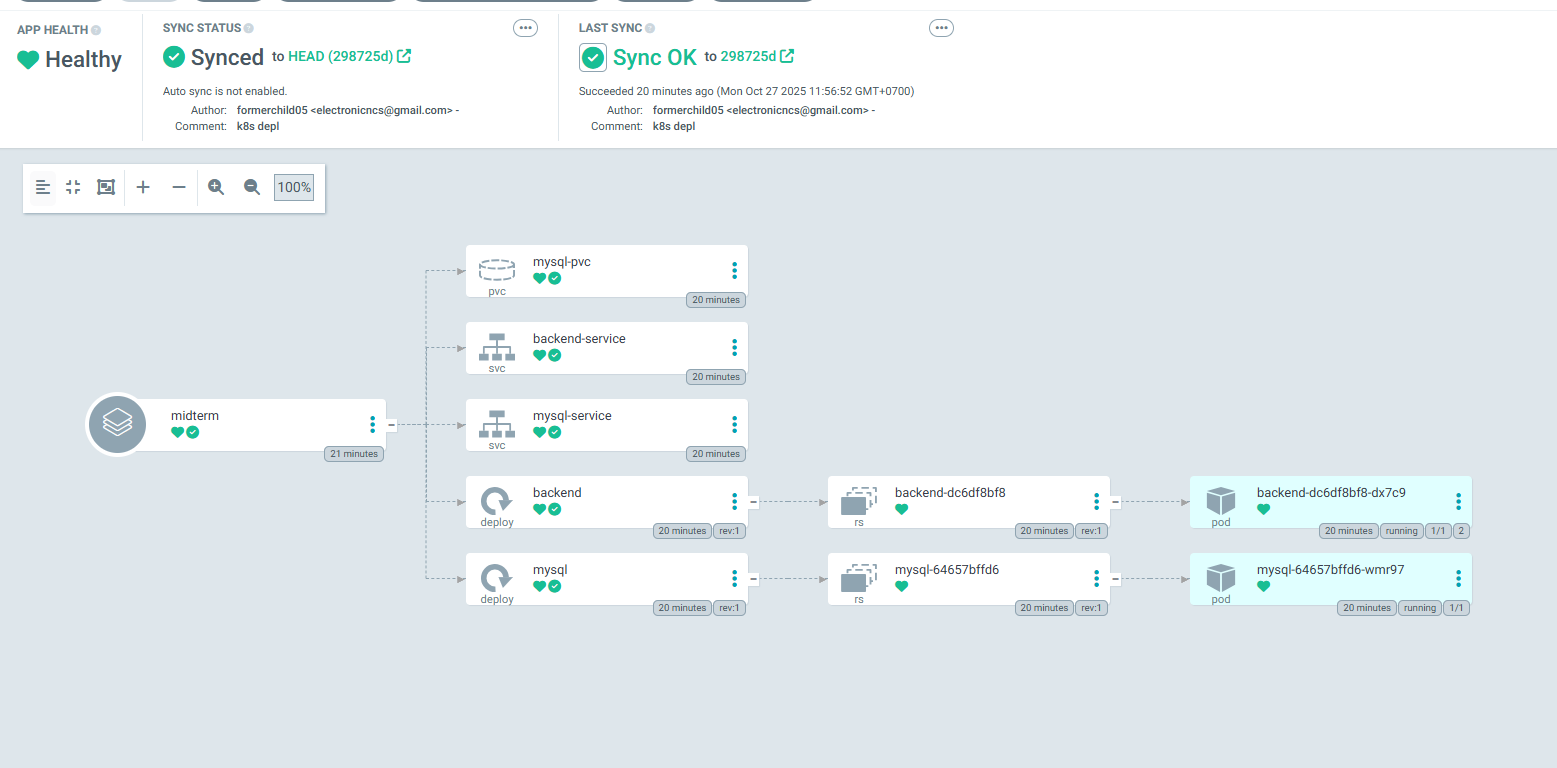 APP HEALTH
Healthy
SYNC STATUS
Synced to HEAD (298725d)
Auto sync is not enabled.
Author: formerchild05 <electronicncs@gmail.com> -
Comment: k8s depl
LAST SYNC
Sync OK to 298725d
Succeeded 20 minutes ago (Mon Oct 27 2025 11:56:52 GMT+0700)
Author: formerchild05 <electronicncs@gmail.com> -
Comment: k8s depl
100%
mysql-pvc
pvc
20 minutes
backend-service
svc
20 minutes
midterm
21 minutes
mysql-service
svc
20 minutes
backend
deploy
20 minutes rev:1
backend-dc6df8bf8
rs
20 minutes rev:1
backend-dc6df8bf8-dx7c9
pod
20 minutes running 1/1 2
mysql
deploy
20 minutes rev:1
mysql-64657bffd6
rs
20 minutes rev:1
mysql-64657bffd6-wmr97
pod
20 minutes running 1/1